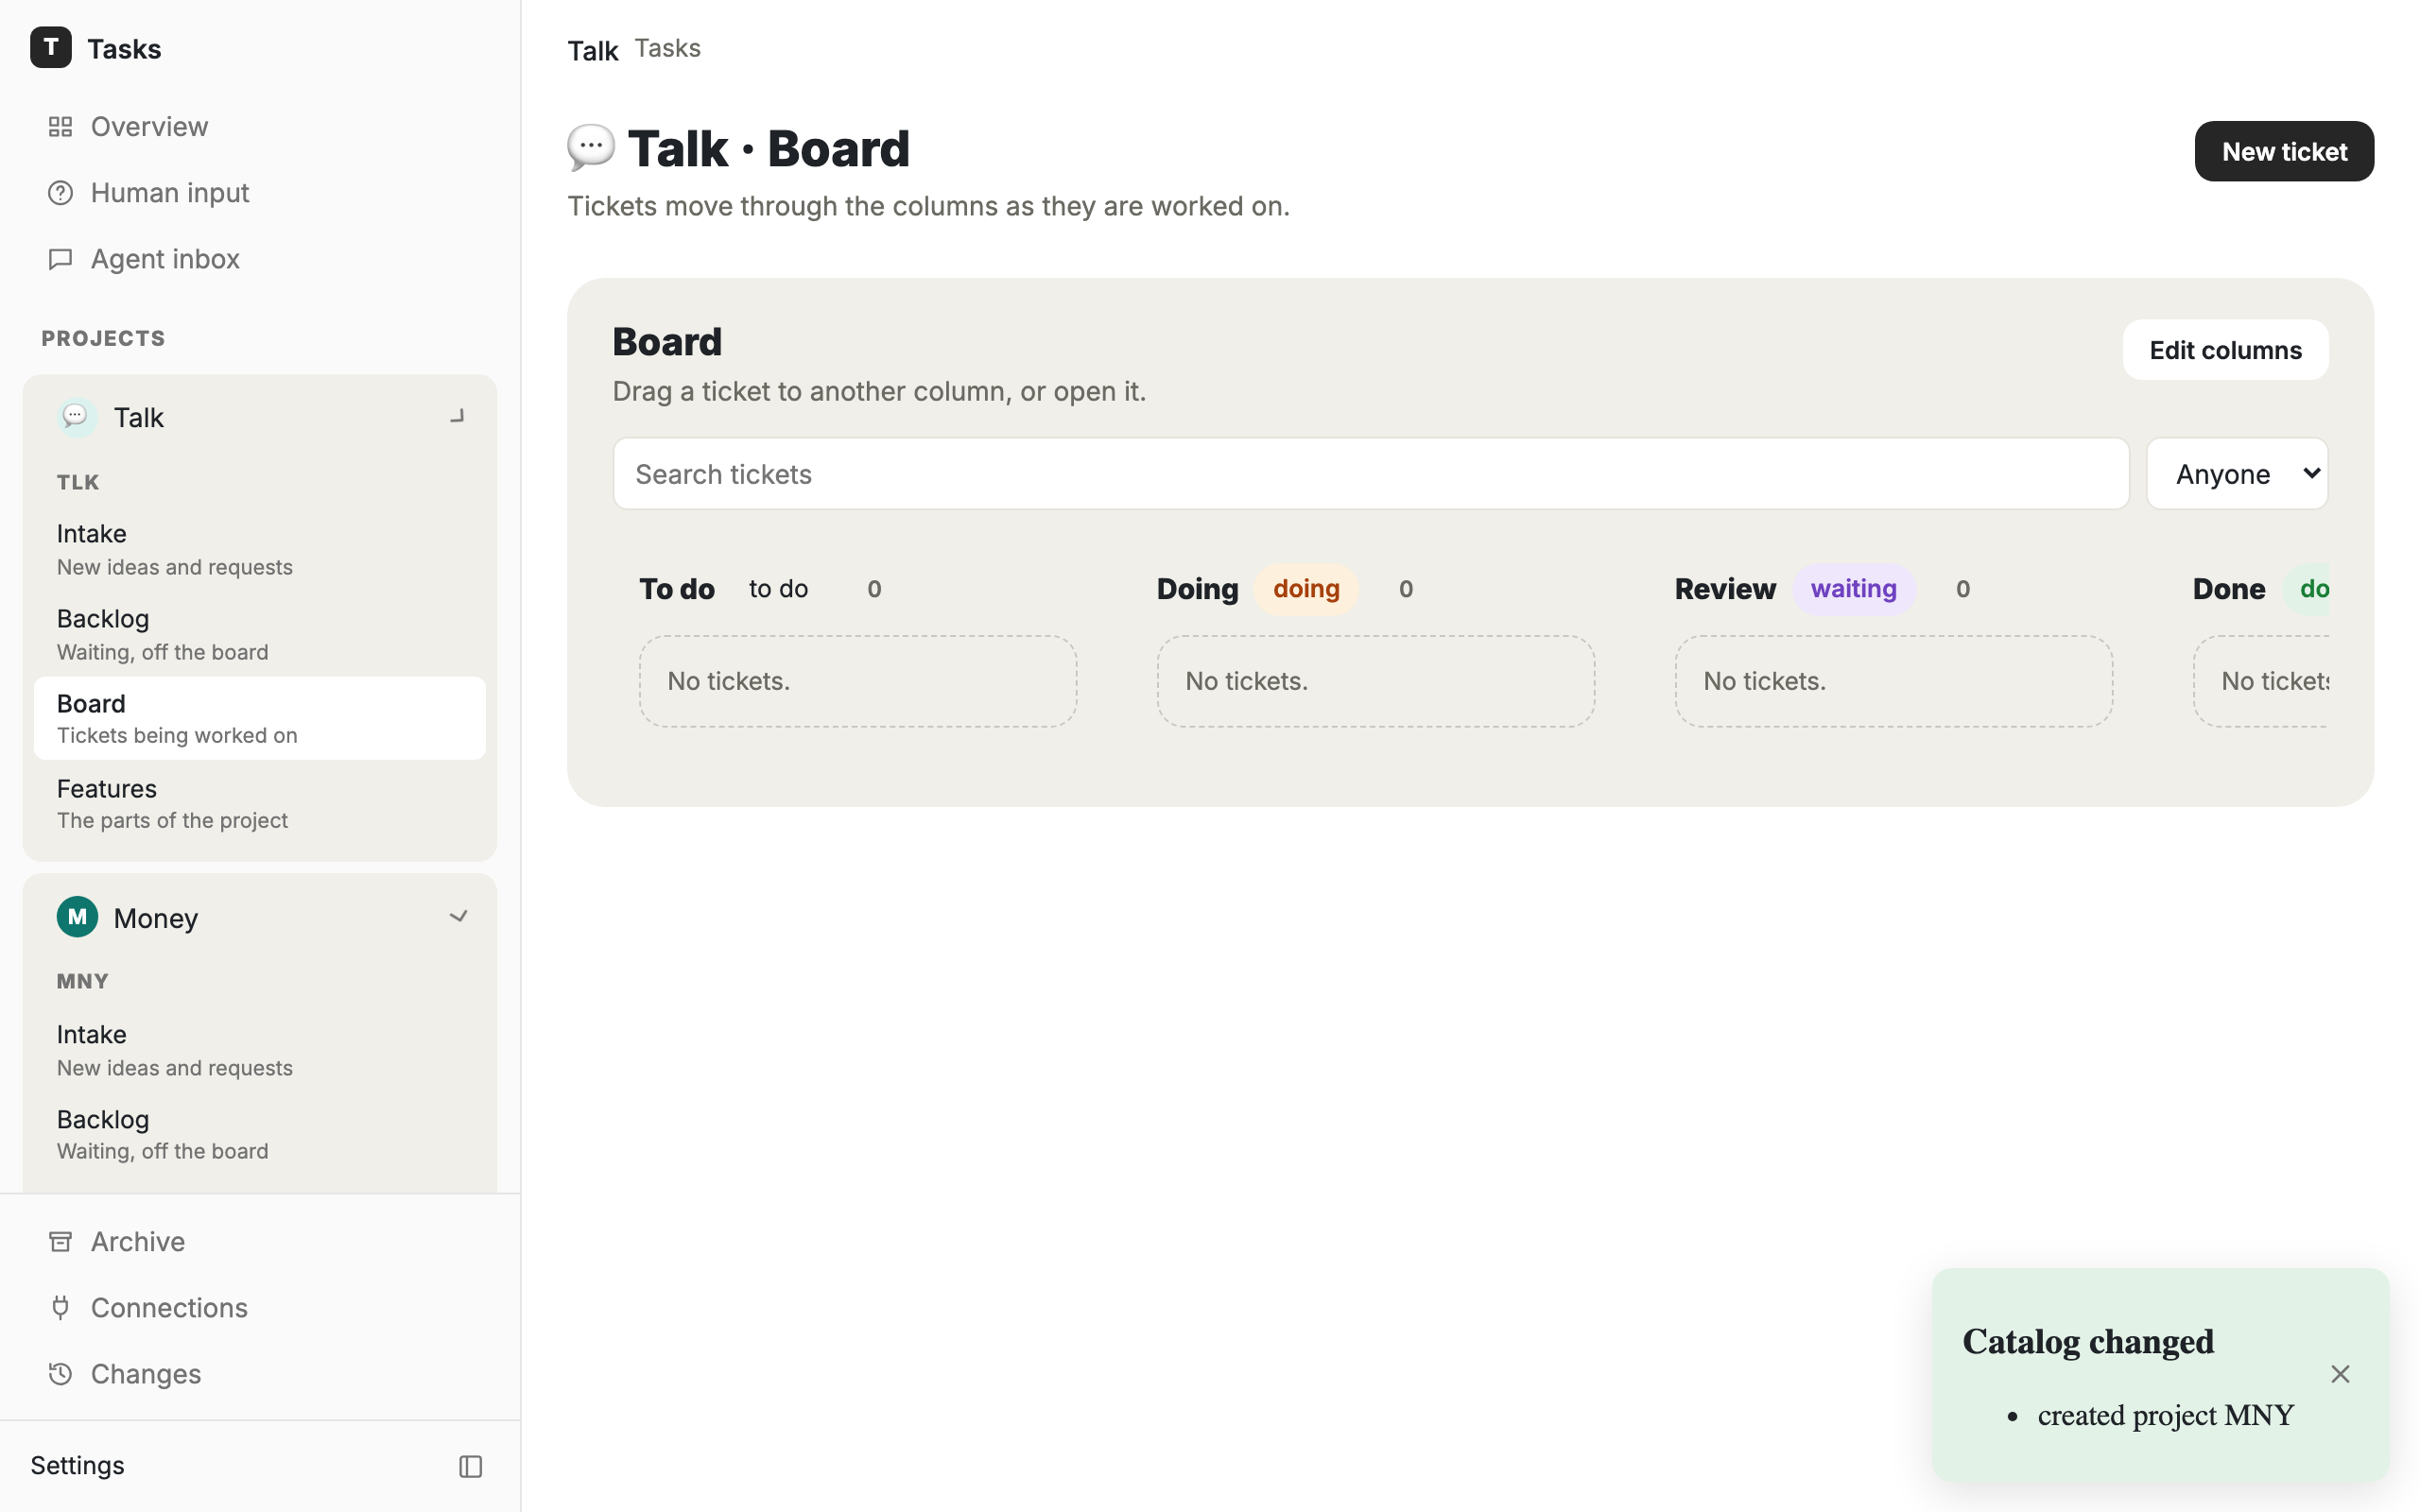 T Tasks
Overview
Human input
Agent inbox
PROJECTS
Talk
TLK
Intake
New ideas and requests
Backlog
Waiting, off the board
Board
Tickets being worked on
Features
The parts of the project
M Money
MNY
Intake
New ideas and requests
Backlog
Waiting, off the board
Archive
Connections
Changes
Settings
Talk Tasks
Talk · Board
New ticket
Tickets move through the columns as they are worked on.
Board
Edit columns
Drag a ticket to another column, or open it.
Search tickets
Anyone
To do to do 0
Doing doing 0
Review waiting 0
Done do
No tickets.
No tickets.
No tickets.
No tickets
Catalog changed
• created project MNY